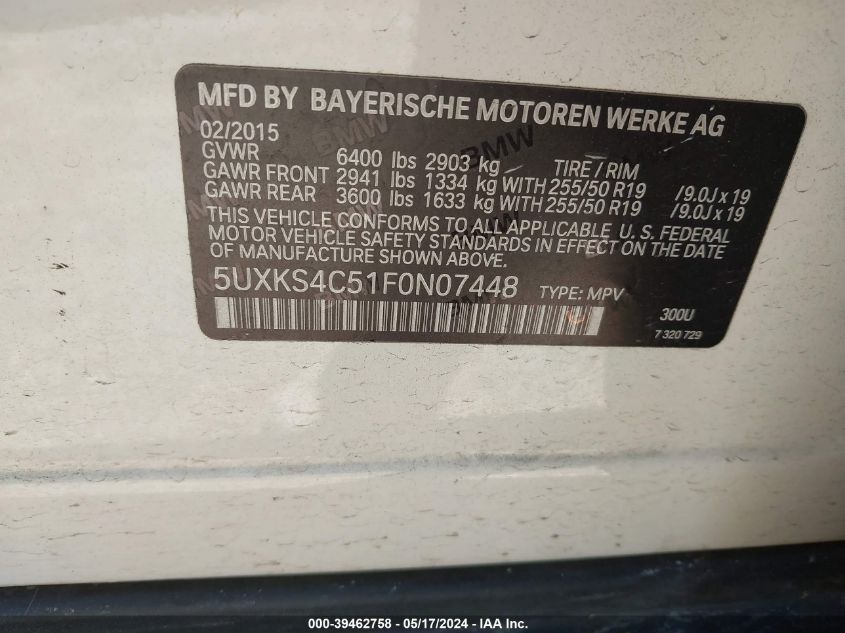 MFD BY BAYERISCHE MOTOREN WERKE AG
02/2015
GVWR 6400 lbs 2903 kg TIRE / RIM
GAWR FRONT 2941 lbs 1334 kg WITH 255/50 R19 /9.0J x 19
GAWR REAR 3600 lbs 1633 kg WITH 255/50 R19 /9.0J x 19
THIS VEHICLE CONFORMS TO ALL APPLICABLE U. S. FEDERAL
MOTOR VEHICLE SAFETY STANDARDS IN EFFECT ON THE DATE
OF MANUFACTURE SHOWN ABOVE.
5UXKS4C51F0N07448 TYPE: MPV
300U
7 320 729
000-39462758 - 05/17/2024 - IAA Inc.